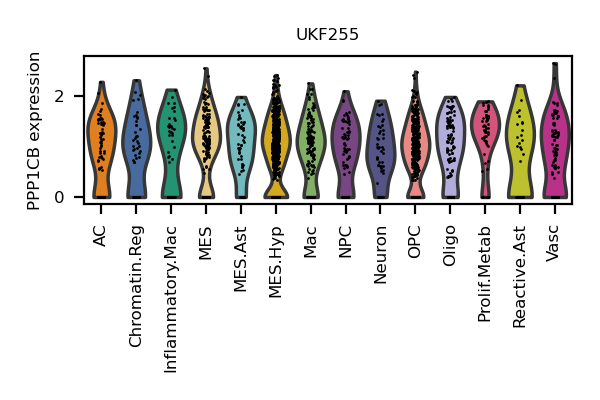 UKF255
PPP1CB expression
2
0
AC
Chromatin.Reg
Inflammatory.Mac
MES
MES.Ast
MES.Hyp
Mac
NPC
Neuron
OPC
Oligo
Prolif.Metab
Reactive.Ast
Vasc